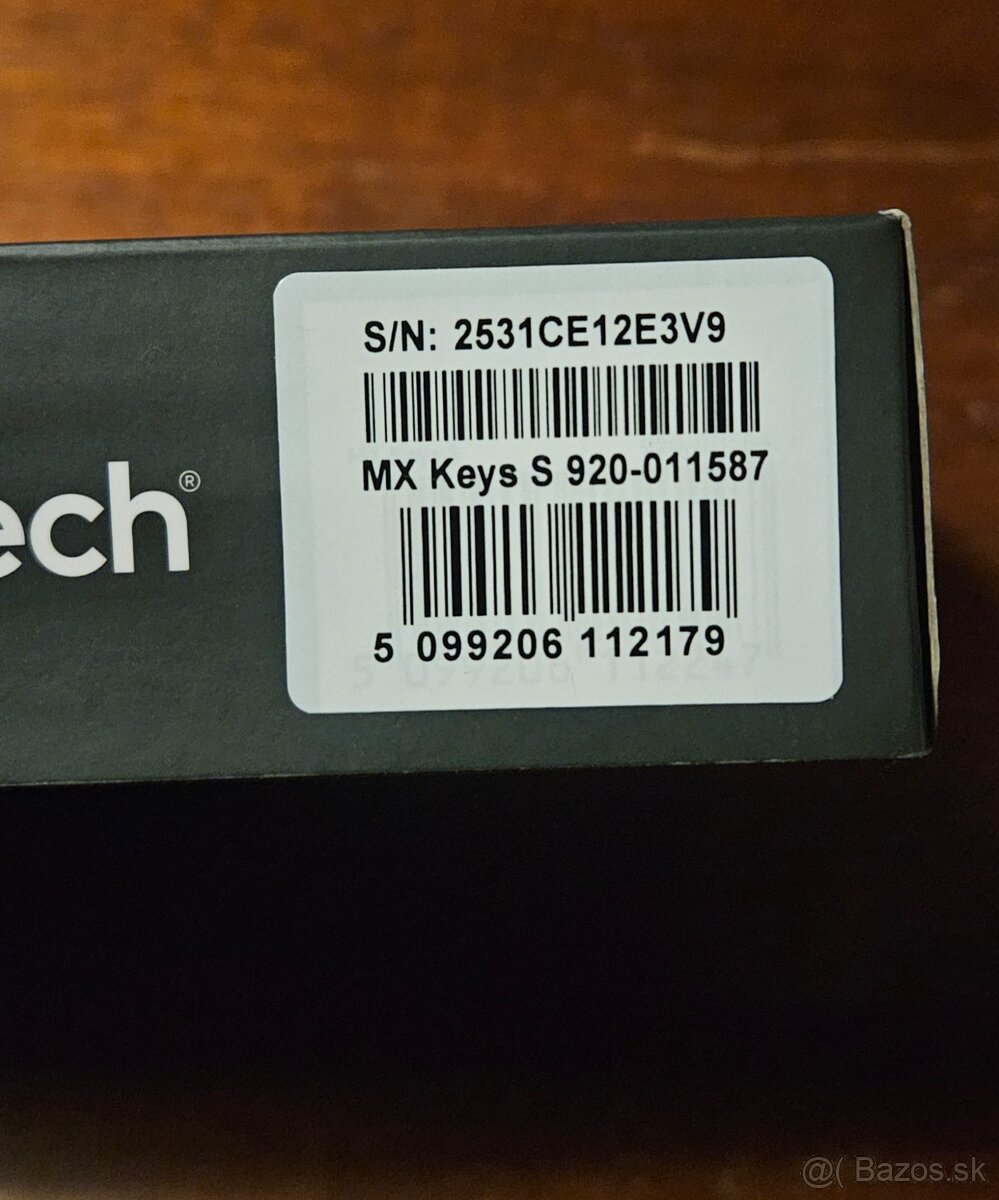 S/N: 2531CE12E3V9
ech®
MX Keys S 920-011587
5 099206 112179
@( Bazos.sk